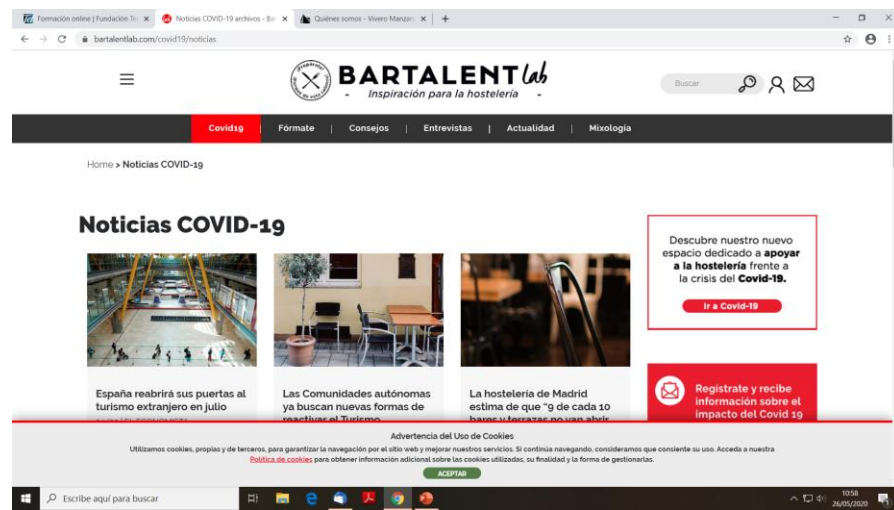 Formación online | Fundación Te
Noticias COVID-19 archivos - Ba
Quiénes somos - Vivero Manzan
bartalentlab.com/covid19/noticias
BARTALENT lab
- Inspiración para la hostelería -
Buscar
Covid19 | Fórmate | Consejos | Entrevistas | Actualidad | Mixología
Home > Noticias COVID-19
Noticias COVID-19
Descubre nuestro nuevo
espacio dedicado a apoyar
a la hostelería frente a
la crisis del Covid-19.
Ir a Covid-19
España reabrirá sus puertas al
turismo extranjero en julio
Las Comunidades autónomas
ya buscan nuevas formas de
reactivar el Turismo
La hostelería de Madrid
estima de que "9 de cada 10
bares y terrazas no van abrir
Regístrate y recibe
información sobre el
impacto del Covid 19
Advertencia del Uso de Cookies
Utilizamos cookies, propias y de terceros, para garantizar la navegación por el sitio web y mejorar nuestros servicios. Si continua navegando, consideramos que consiente su uso. Acceda a nuestra
Política de cookies para obtener información adicional sobre las cookies utilizadas, su finalidad y la forma de gestionarlas.
ACEPTAR
Escribe aquí para buscar
10:58
26/05/2020